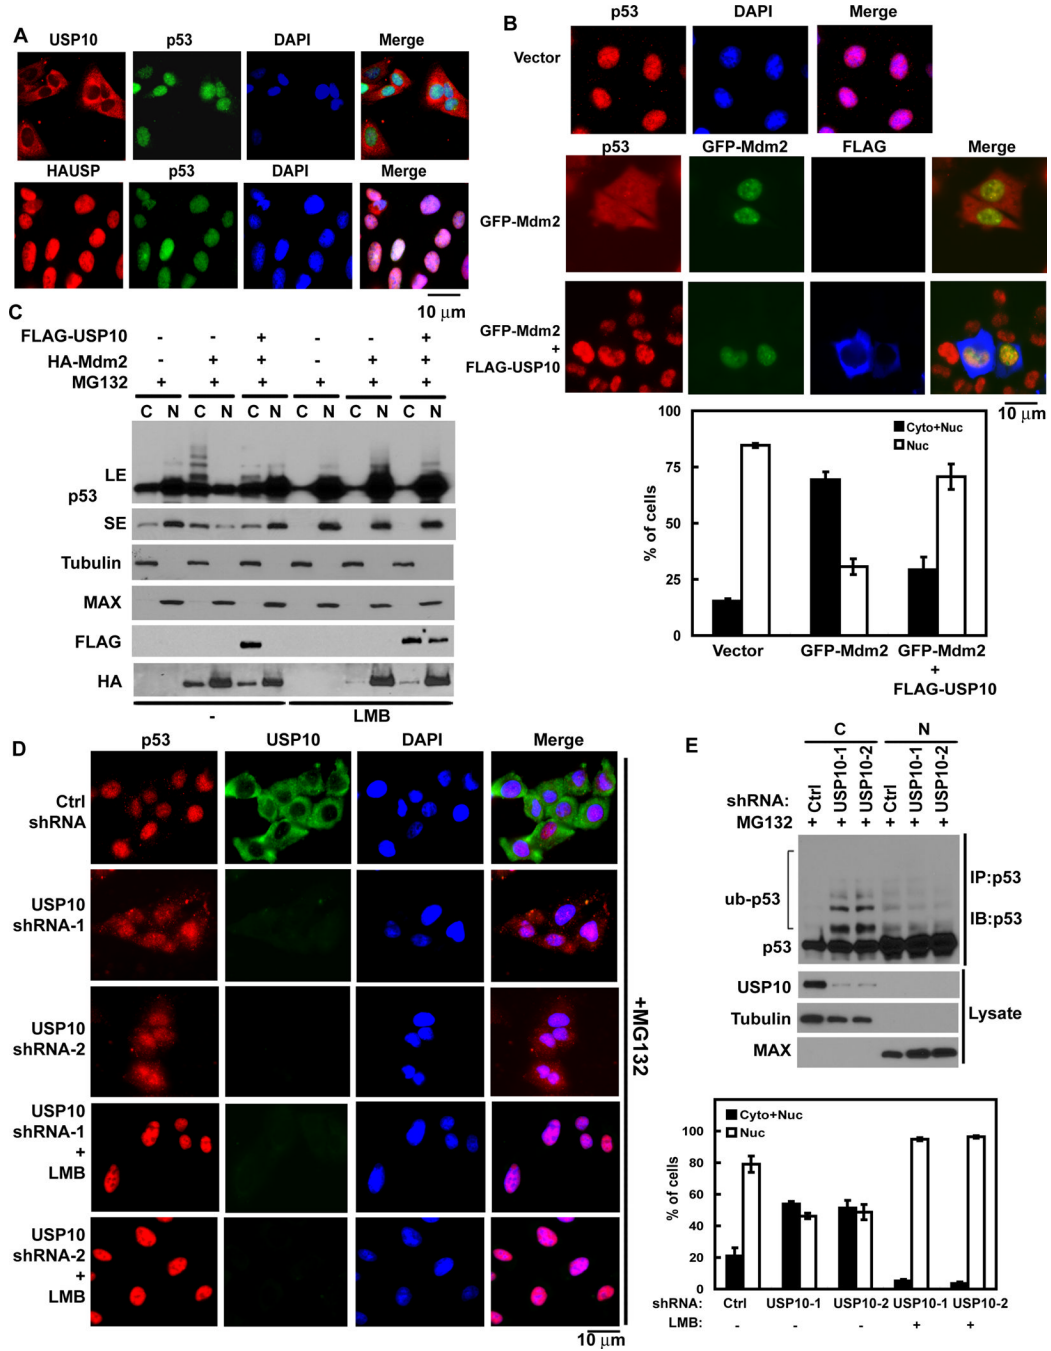 A
USP10 p53 DAPI Merge
HAUSP p53 DAPI Merge
10 μm
B
p53 DAPI Merge
Vector
p53 GFP-Mdm2 FLAG Merge
GFP-Mdm2
GFP-Mdm2
+
FLAG-USP10
10 μm
100
75
50
25
0
% of cells
Cyto+Nuc
Nuc
Vector GFP-Mdm2 GFP-Mdm2
+
FLAG-USP10
C
FLAG-USP10 - - + - - +
HA-Mdm2 - + + - + +
MG132 + + + + + +
C N C N C N C N C N C N
LE
p53
SE
Tubulin
MAX
FLAG
HA
- LMB
D
p53 USP10 DAPI Merge
Ctrl
shRNA
USP10
shRNA-1
USP10
shRNA-2
USP10
shRNA-1
+
LMB
USP10
shRNA-2
+
LMB
+MG132
10 μm
E
C N
shRNA: Ctrl USP10-1 USP10-2 Ctrl USP10-1 USP10-2
MG132 + + + + + +
ub-p53
p53
IP:p53
IB:p53
USP10
Tubulin
MAX
Lysate
Cyto+Nuc
Nuc
100
80
60
40
20
0
% of cells
shRNA: Ctrl USP10-1 USP10-2 USP10-1 USP10-2
LMB: - - - + +